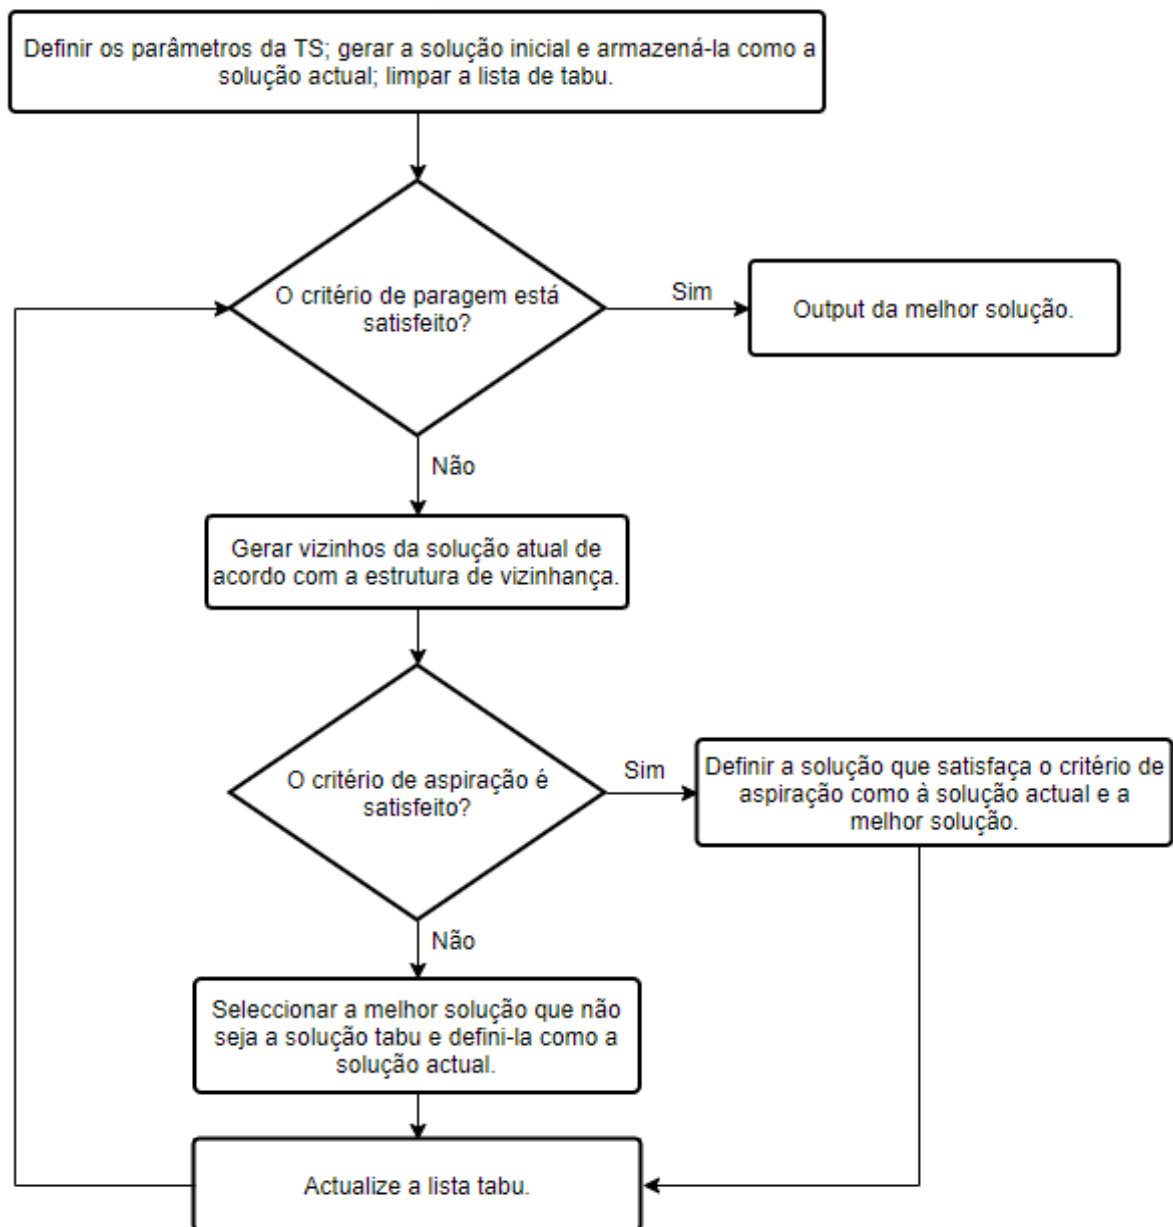 Definir os parâmetros da TS; gerar a solução inicial e armazená-la como a
solução actual; limpar a lista de tabu.
O critério de paragem está
satisfeito?
Sim
Output da melhor solução.
Não
Gerar vizinhos da solução atual de
acordo com a estrutura de vizinhança.
O critério de aspiração é
satisfeito?
Sim
Definir a solução que satisfaça o critério de
aspiração como à solução actual e a
melhor solução.
Não
Seleccionar a melhor solução que não
seja a solução tabu e defini-la como a
solução actual.
Actualize a lista tabu.